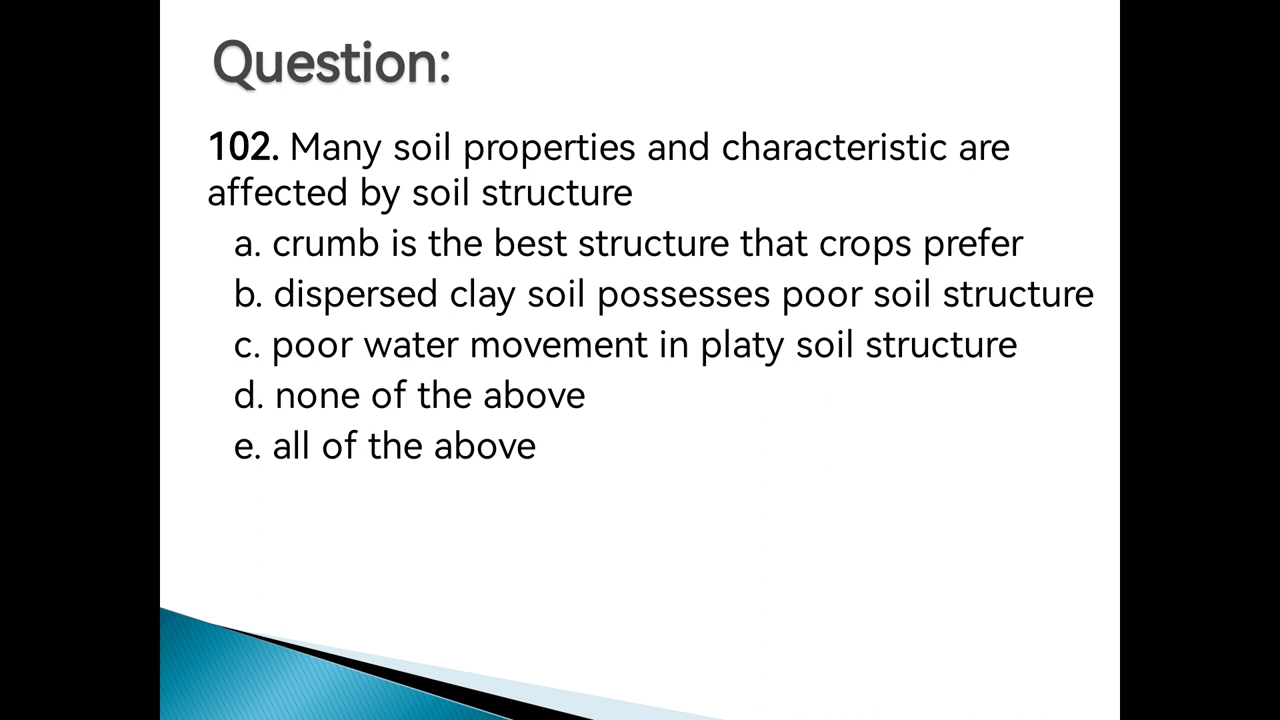 Question:
102. Many soil properties and characteristic are
affected by soil structure
a. crumb is the best structure that crops prefer
b. dispersed clay soil possesses poor soil structure
c. poor water movement in platy soil structure
d. none of the above
e. all of the above